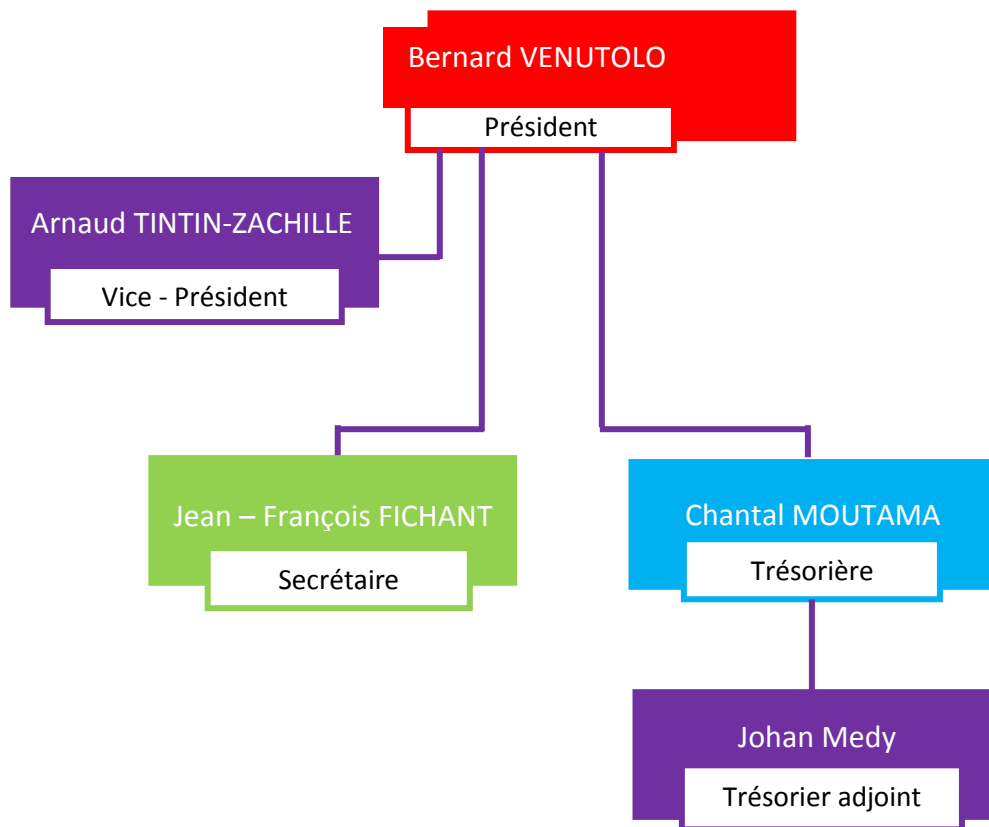 Bernard VENUTOLO
Président
Arnaud TINTIN-ZACHILLE
Vice - Président
Jean – François FICHANT
Secrétaire
Chantal MOUTAMA
Trésorière
Johan Medy
Trésorier adjoint